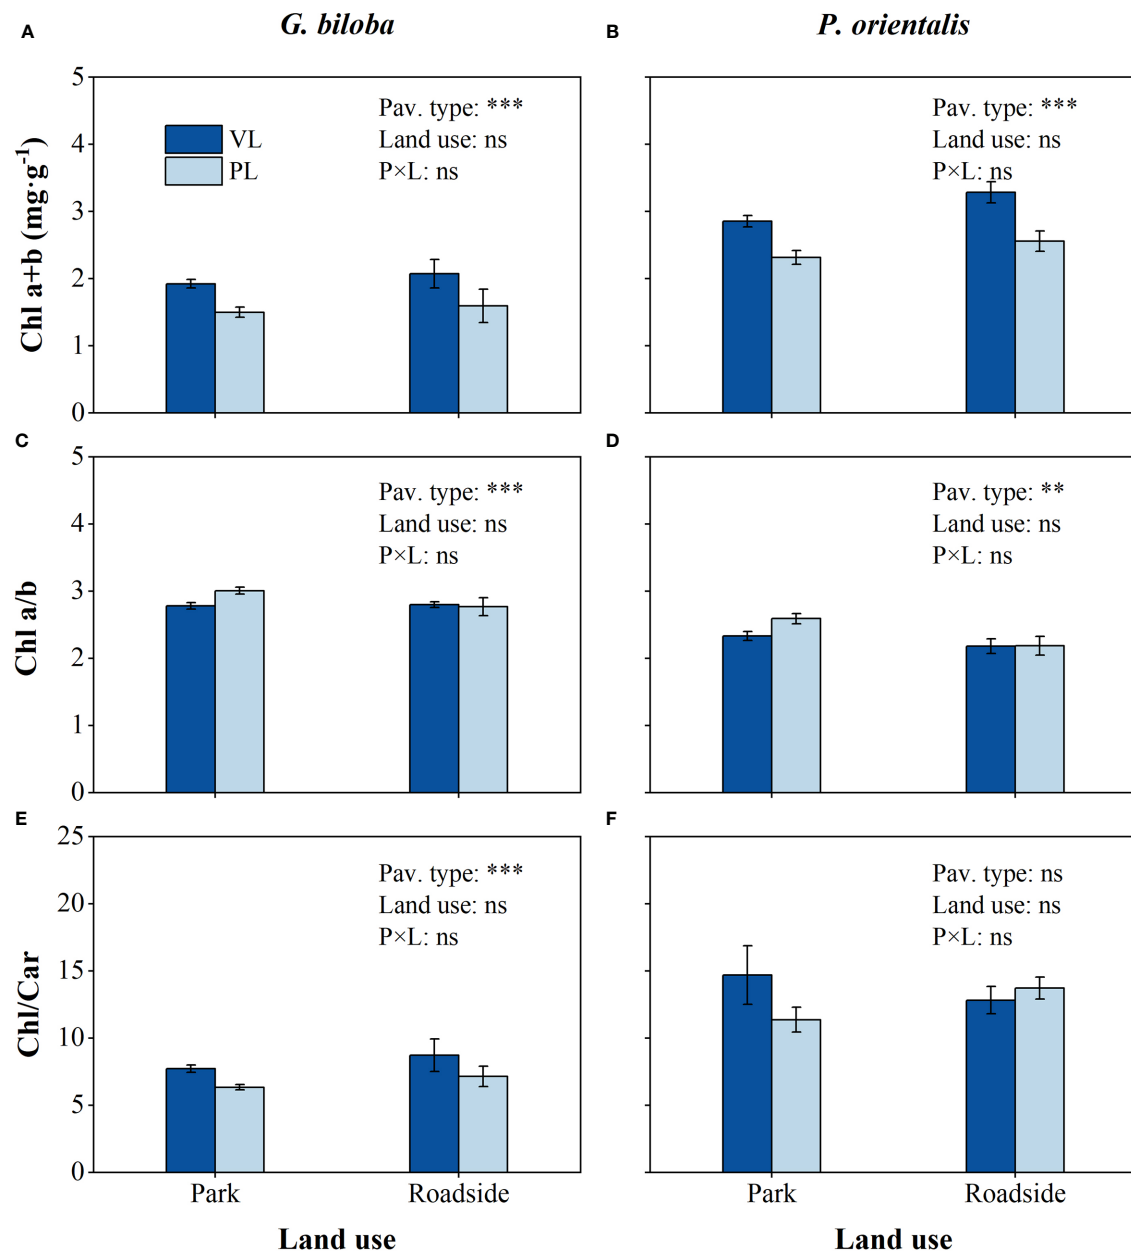 A
G. biloba
B
P. orientalis
Chl a+b (mg·g⁻¹)
5
4
3
2
1
0
VL
PL
Pav. type: ***
Land use: ns
P×L: ns
Pav. type: ***
Land use: ns
P×L: ns
C
D
Chl a/b
5
4
3
2
1
0
Pav. type: ***
Land use: ns
P×L: ns
Pav. type: **
Land use: ns
P×L: ns
E
F
Chl/Car
25
20
15
10
5
0
Pav. type: ***
Land use: ns
P×L: ns
Pav. type: ns
Land use: ns
P×L: ns
Park
Roadside
Park
Roadside
Land use
Land use